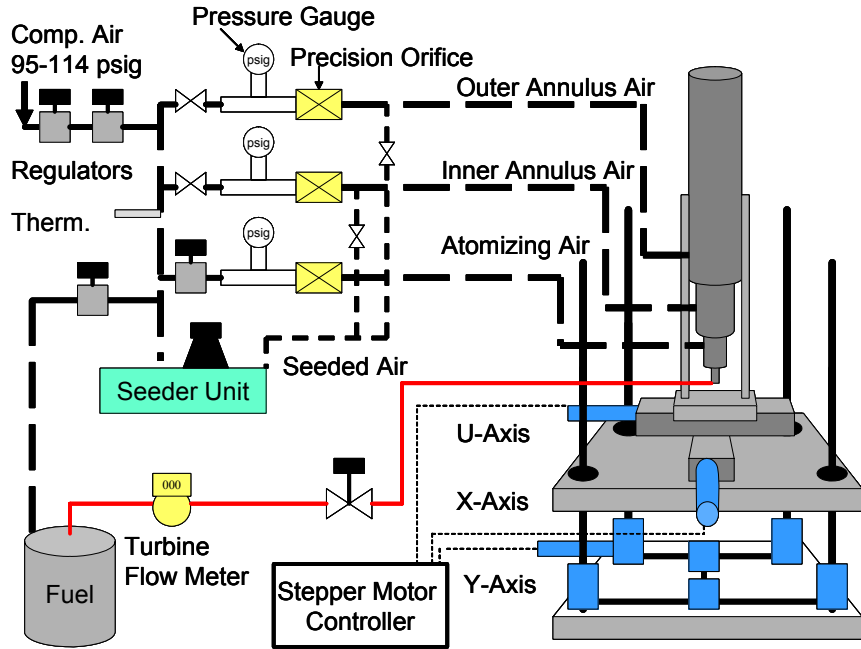 Pressure Gauge
Comp. Air
95-114 psig
psig
Precision Orifice
Outer Annulus Air
psig
Regulators
Inner Annulus Air
Therm.
psig
Atomizing Air
Seeded Air
Seeder Unit
U-Axis
000
X-Axis
Turbine
Flow Meter
Fuel
Stepper Motor
Controller
Y-Axis